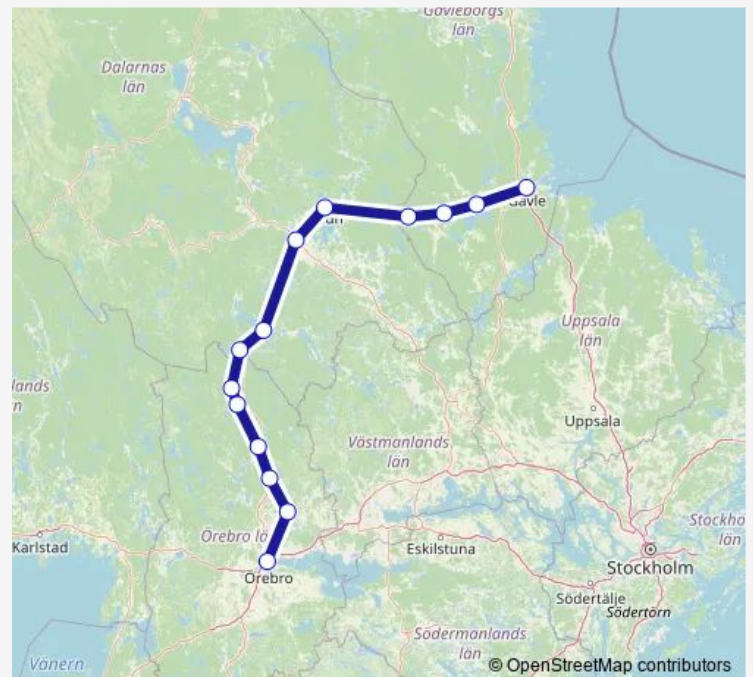 Gävleborgs
län
Dalarnas
län
Gävle
Uppsala
län
Uppsala
Västmanlands
län
Örebro lä
Karlstad
Eskilstuna
Stockho
län
Stockholm
Örebro
Södertälje
Södertörn
Södermanlands
län
Vänern
© OpenStreetMap contributors